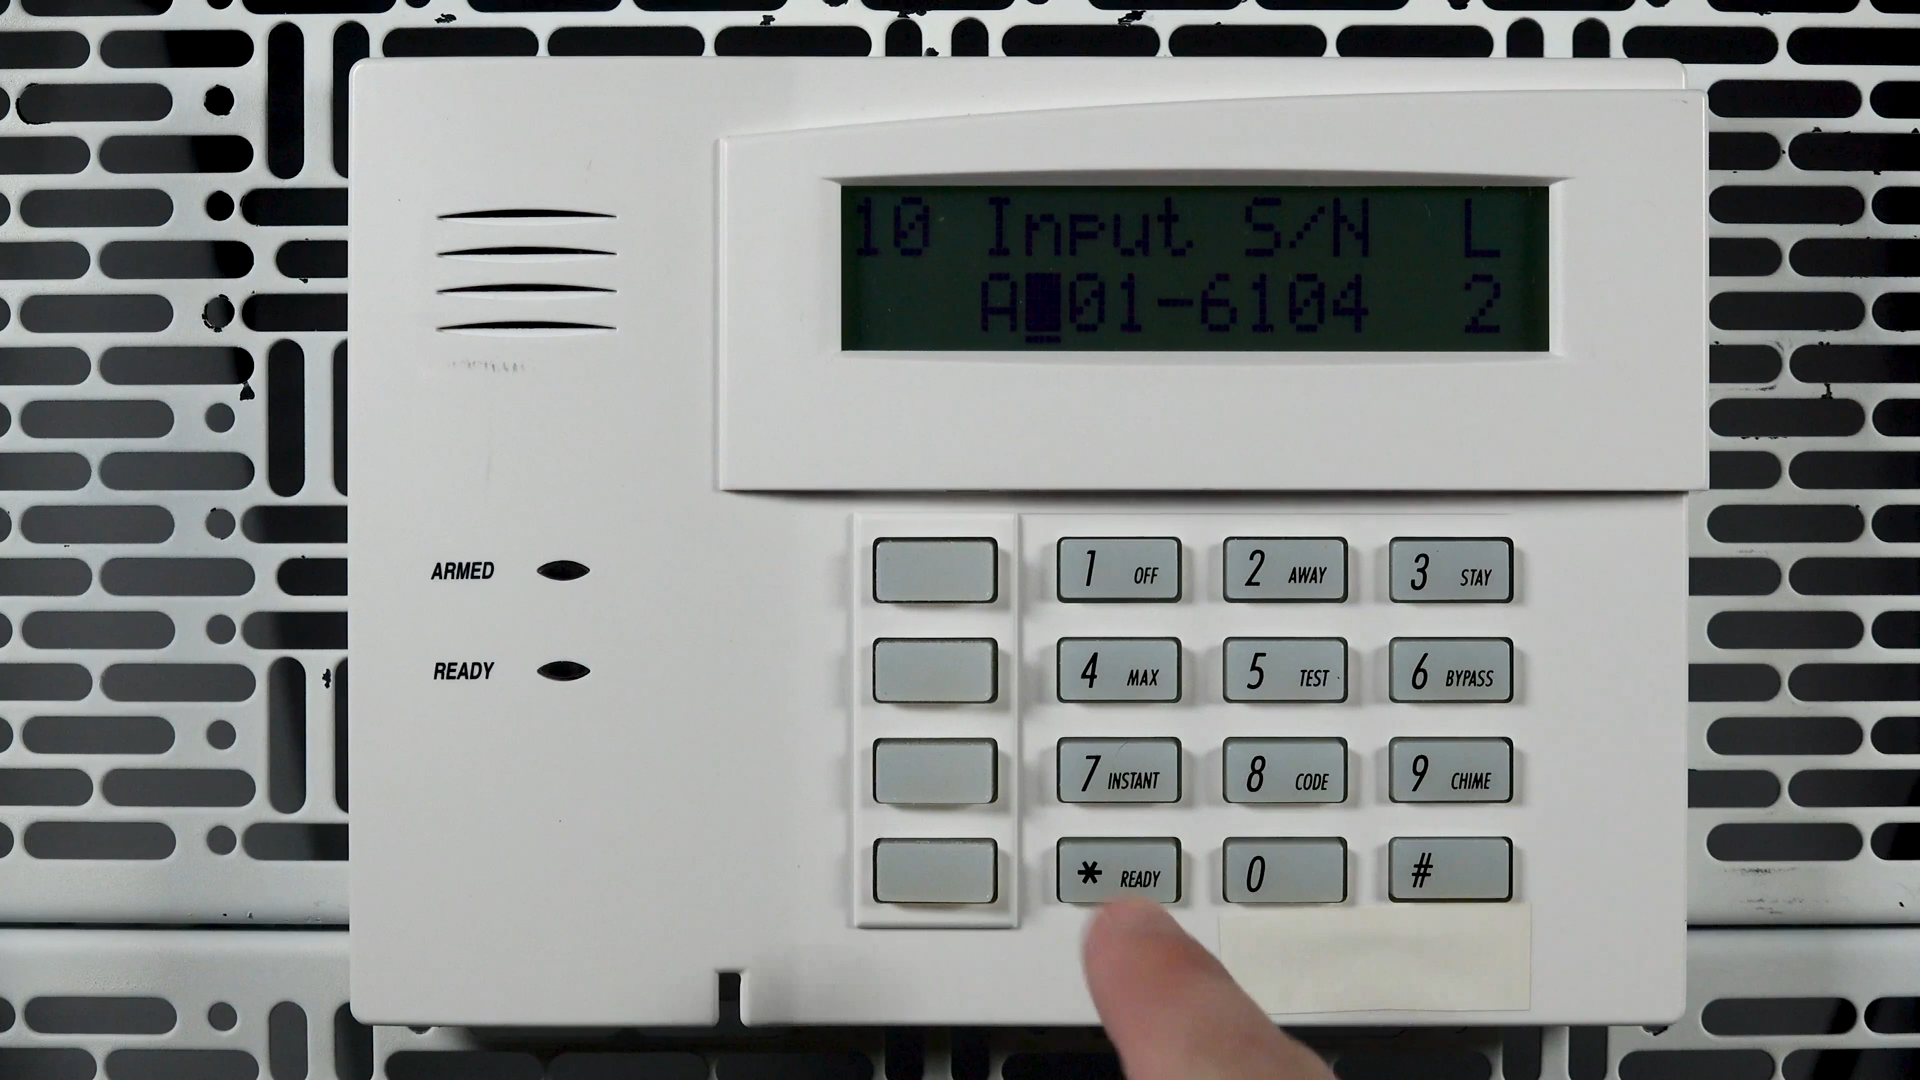 10 Input S/N L
A█01-6104 2
ARMED
READY
1 OFF
2 AWAY
3 STAY
4 MAX
5 TEST
6 BYPASS
7 INSTANT
8 CODE
9 CHIME
* READY
0
#